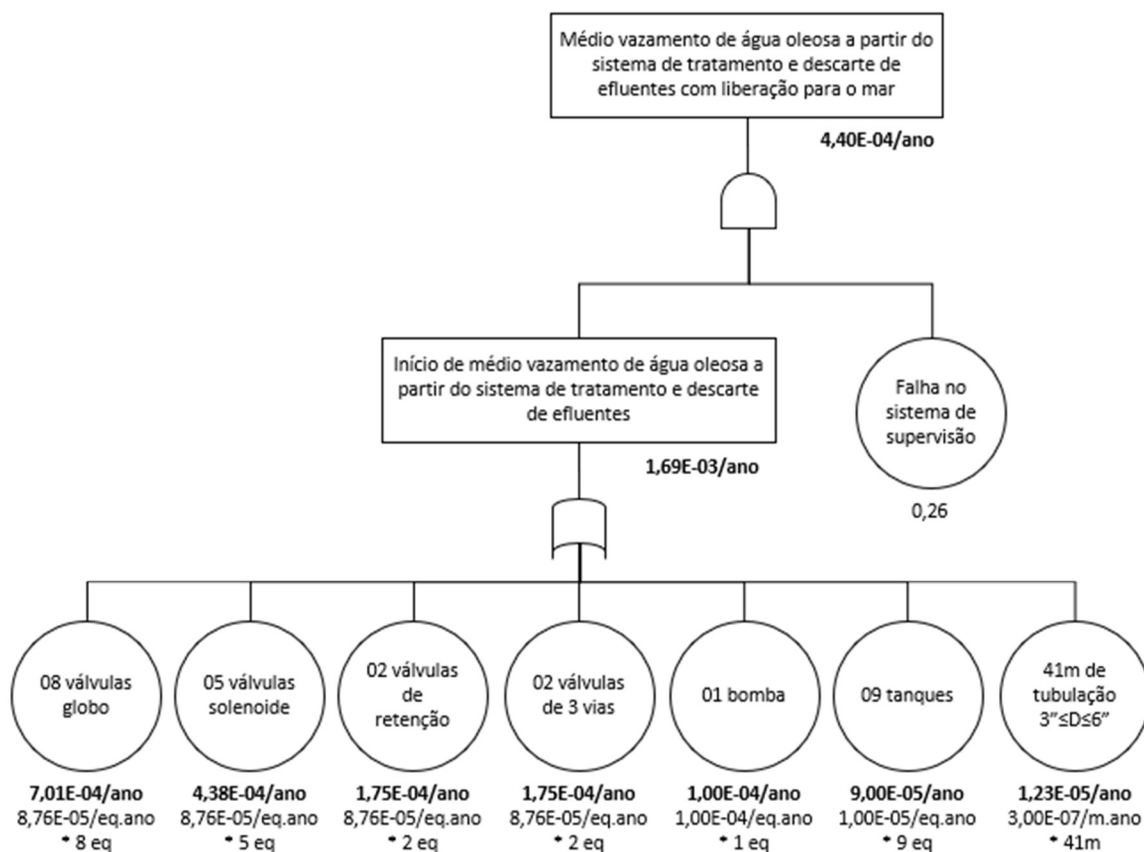 Médio vazamento de água oleosa a partir do
sistema de tratamento e descarte de
efluentes com liberação para o mar
4,40E-04/ano
Início de médio vazamento de água oleosa a
partir do sistema de tratamento e descarte
de efluentes
1,69E-03/ano
Falha no
sistema de
supervisão
0,26
08 válvulas
globo
7,01E-04/ano
8,76E-05/eq.ano
* 8 eq
05 válvulas
solenoide
4,38E-04/ano
8,76E-05/eq.ano
* 5 eq
02 válvulas
de
retenção
1,75E-04/ano
8,76E-05/eq.ano
* 2 eq
02 válvulas
de 3 vias
1,75E-04/ano
8,76E-05/eq.ano
* 2 eq
01 bomba
1,00E-04/ano
1,00E-04/eq.ano
* 1 eq
09 tanques
9,00E-05/ano
1,00E-05/eq.ano
* 9 eq
41m de
tubulação
3"≤D≤6"
1,23E-05/ano
3,00E-07/m.ano
* 41m